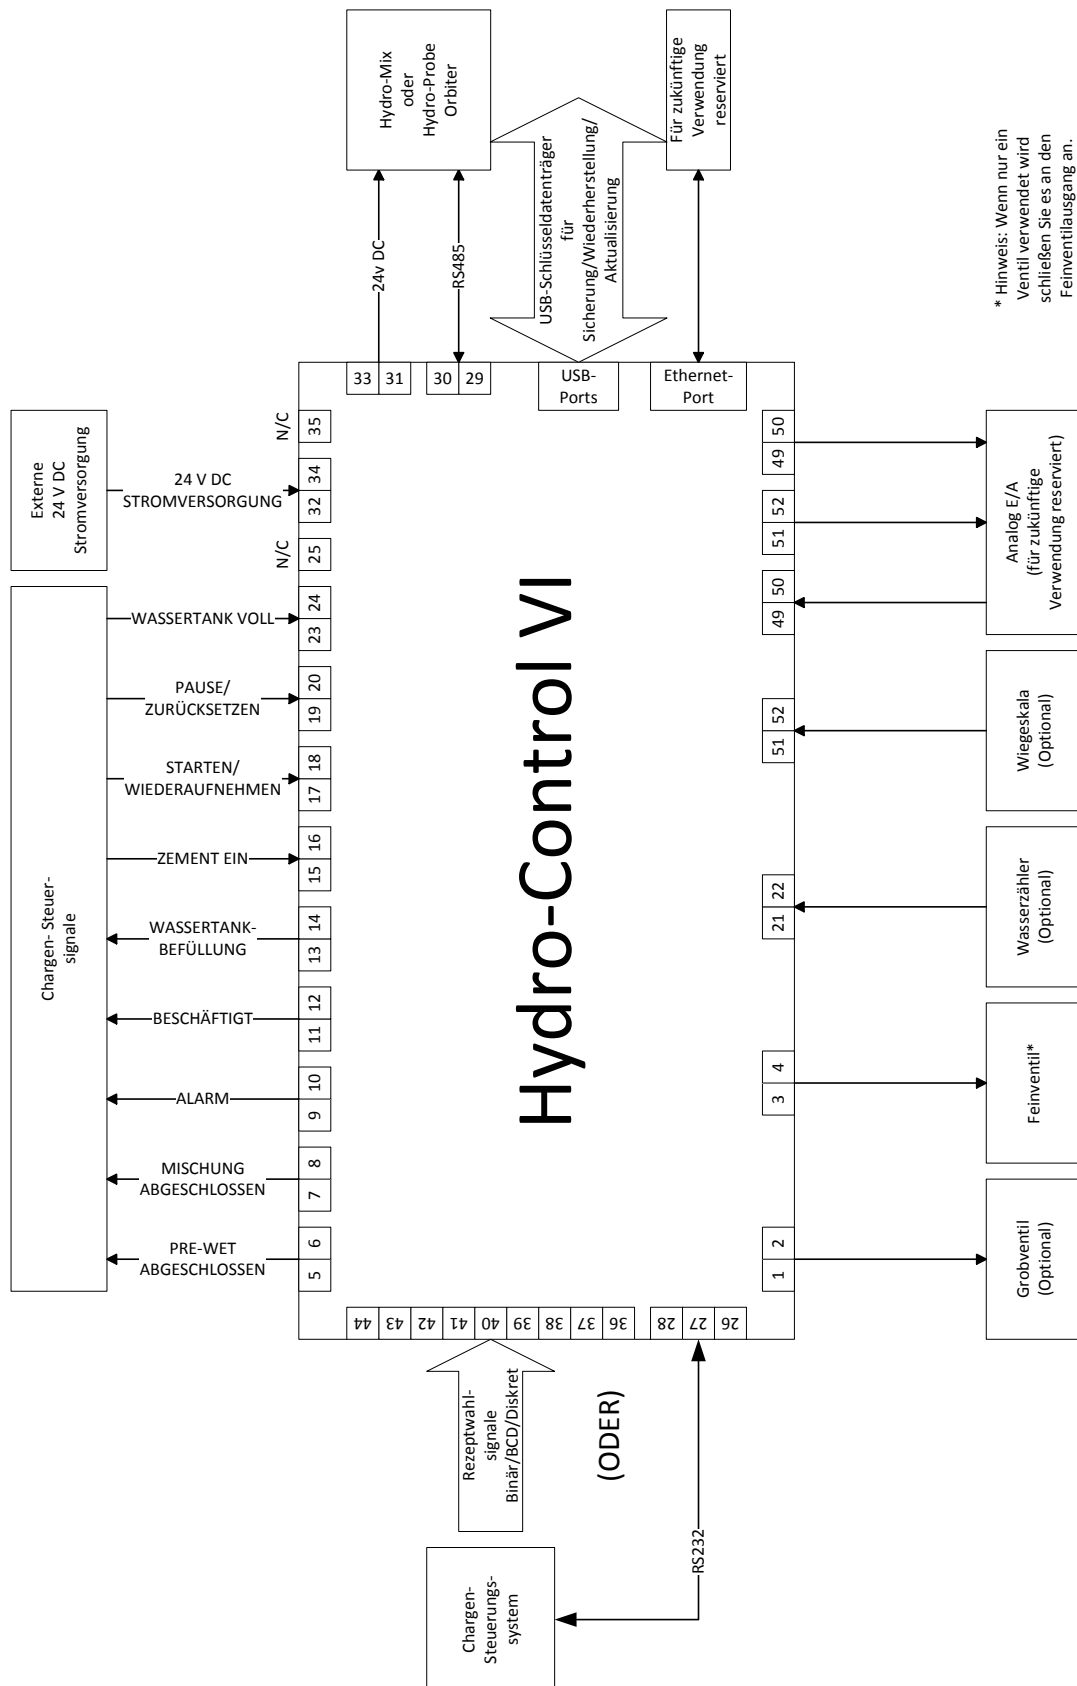 Chargen- Steuer-
signale
Externe
24 V DC
Stromversorgung
PRE-WET
ABGESCHLOSSEN
MISCHUNG
ABGESCHLOSSEN
ALARM
BESCHÄFTIGT
WASSERTANK-
BEFÜLLUNG
ZEMENT EIN
STARTEN/
WIEDERAUFNEHMEN
PAUSE/
ZURÜCKSETZEN
WASSERTANK VOLL
N/C
24 V DC
STROMVERSORGUNG
N/C
5 6
7 8
9 10
11 12
13 14
15 16
17 18
19 20
23 24
25
32 34
35
Chargen-
Steuerungs-
system
Rezeptwahl-
signale
Binär/BCD/Diskret
(ODER)
RS232
44
43
42
41
40
39
38
37
36
28
27
26
Hydro-Control VI
33
31
30
29
USB-
Ports
Ethernet-
Port
24v DC
RS485
USB-Schlüsseldatenträger
für
Sicherung/Wiederherstellung/
Aktualisierung
Hydro-Mix
oder
Hydro-Probe
Orbiter
Für zukünftige
Verwendung
reserviert
1 2
3 4
21 22
51 52
49 50
51 52
49 50
Grobventil
(Optional)
Feinventil*
Wasserzähler
(Optional)
Wiegeskala
(Optional)
Analog E/A
(für zukünftige
Verwendung reserviert)
* Hinweis: Wenn nur ein
Ventil verwendet wird
schließen Sie es an den
Feinventilausgang an.